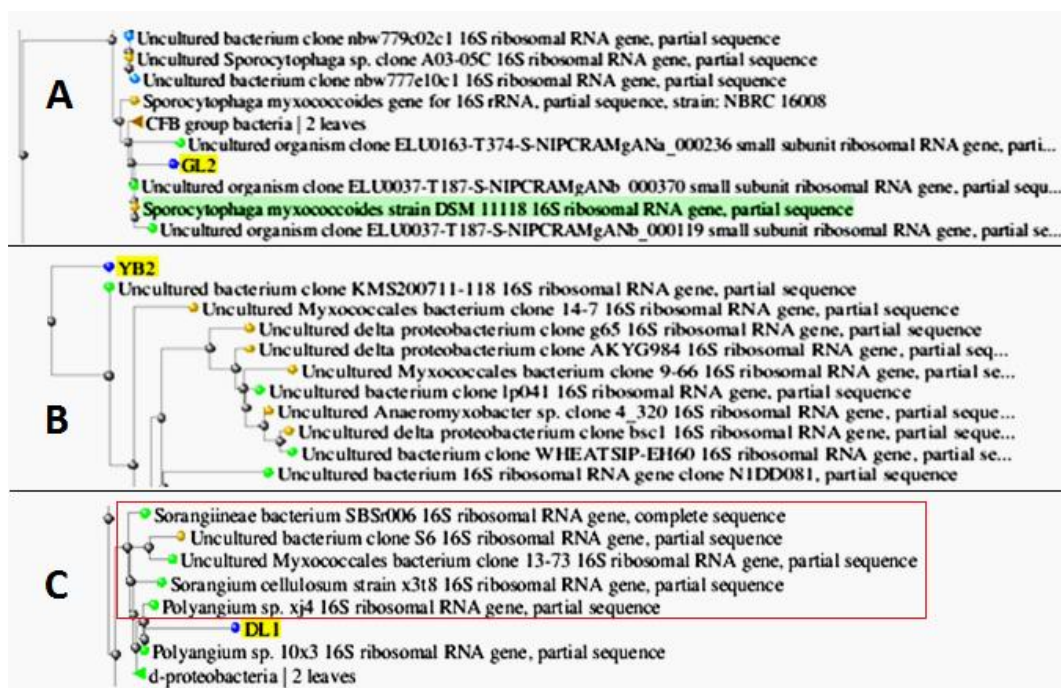 Uncultured bacterium clone nbw779c02c1 16S ribosomal RNA gene, partial sequence
Uncultured Sporocytophaga sp. clone A03-05C 16S ribosomal RNA gene, partial sequence
Uncultured bacterium clone nbw777e10c1 16S ribosomal RNA gene, partial sequence
A
Sporocytophaga myxococcoides gene for 16S rRNA, partial sequence, strain: NBRC 16008
CFB group bacteria | 2 leaves
Uncultured organism clone ELU0163-T374-S-NIPCRAMgANa_000236 small subunit ribosomal RNA gene, parti...
GL2
Uncultured organism clone ELU0037-T187-S-NIPCRAMgANb_000370 small subunit ribosomal RNA gene, partial sequ...
Sporocytophaga myxococcoides strain DSM 11118 16S ribosomal RNA gene, partial sequence
Uncultured organism clone ELU0037-T187-S-NIPCRAMgANb_000119 small subunit ribosomal RNA gene, partial se...
YB2
Uncultured bacterium clone KMS200711-118 16S ribosomal RNA gene, partial sequence
Uncultured Myxococcales bacterium clone 14-7 16S ribosomal RNA gene, partial sequence
Uncultured delta proteobacterium clone g65 16S ribosomal RNA gene, partial sequence
Uncultured delta proteobacterium clone AKYG984 16S ribosomal RNA gene, partial seq...
Uncultured Myxococcales bacterium clone 9-66 16S ribosomal RNA gene, partial se...
Uncultured bacterium clone lp041 16S ribosomal RNA gene, partial sequence
B
Uncultured Anaeromyxobacter sp. clone 4_320 16S ribosomal RNA gene, partial seque...
Uncultured delta proteobacterium clone bsc1 16S ribosomal RNA gene, partial seque...
Uncultured bacterium clone WHEATSIP-EH60 16S ribosomal RNA gene, partial se...
Uncultured bacterium 16S ribosomal RNA gene clone N1DD081, partial sequence
Sorangiineae bacterium SBSr006 16S ribosomal RNA gene, complete sequence
Uncultured bacterium clone S6 16S ribosomal RNA gene, partial sequence
Uncultured Myxococcales bacterium clone 13-73 16S ribosomal RNA gene, partial sequence
C
Sorangium cellulosum strain x3t8 16S ribosomal RNA gene, partial sequence
Polyangium sp. xj4 16S ribosomal RNA gene, partial sequence
DL1
Polyangium sp. 10x3 16S ribosomal RNA gene, partial sequence
d-proteobacteria | 2 leaves